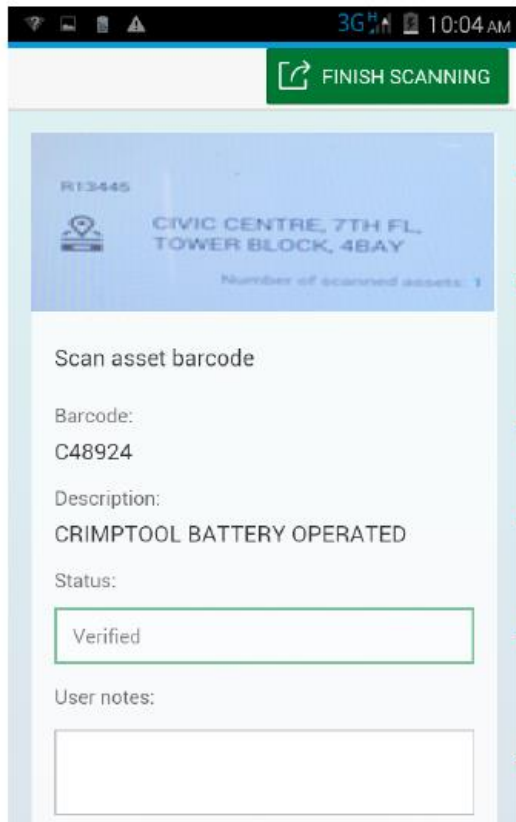 3G H 10:04 AM
FINISH SCANNING
R13445
CIVIC CENTRE, 7TH FL,
TOWER BLOCK, 4BAY
Number of scanned assets: 1
Scan asset barcode
Barcode:
C48924
Description:
CRIMPTOOL BATTERY OPERATED
Status:
Verified
User notes: